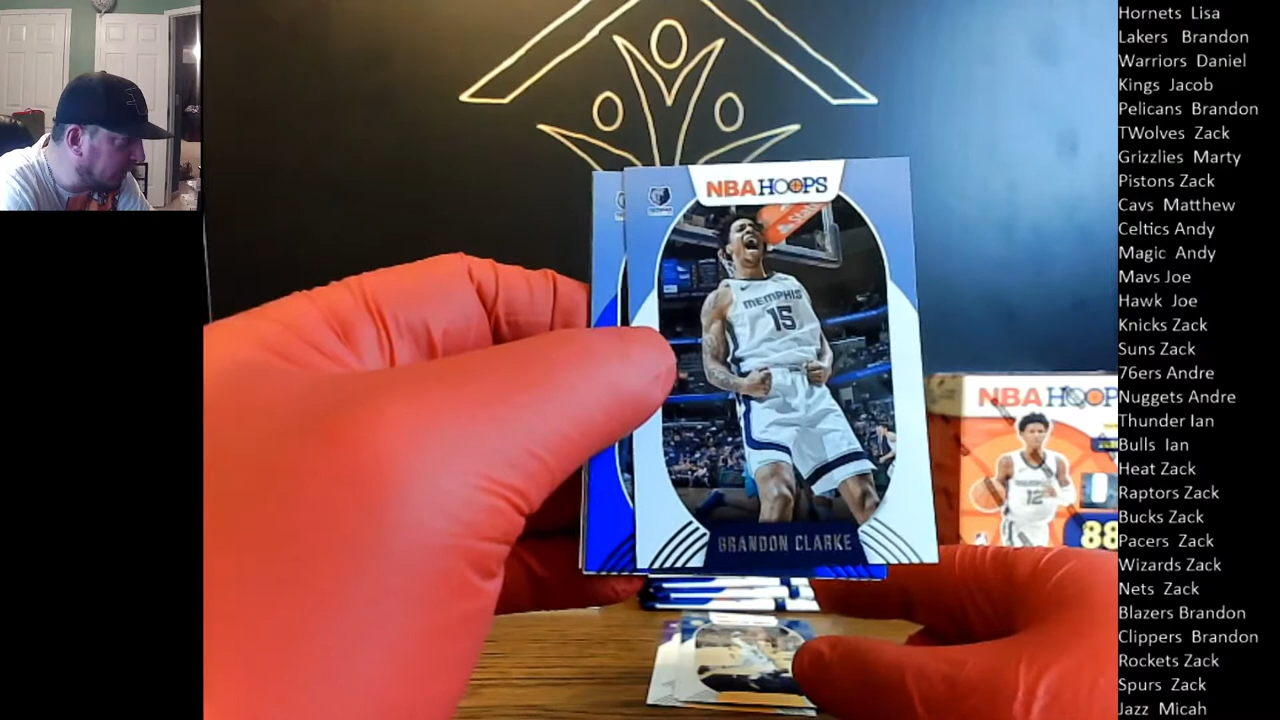 Hornets Lisa
Lakers Brandon
Warriors Daniel
Kings Jacob
Pelicans Brandon
TWolves Zack
Grizzlies Marty
Pistons Zack
Cavs Matthew
Celtics Andy
Magic Andy
Mavs Joe
Hawk Joe
Knicks Zack
Suns Zack
76ers Andre
Nuggets Andre
Thunder Ian
Bulls Ian
Heat Zack
Raptors Zack
Bucks Zack
Pacers Zack
Wizards Zack
Nets Zack
Blazers Brandon
Clippers Brandon
Rockets Zack
Spurs Zack
Jazz Micah
NBA HOOPS
MEMPHIS
15
BRANDON CLARKE
NBA HOOP
12
88